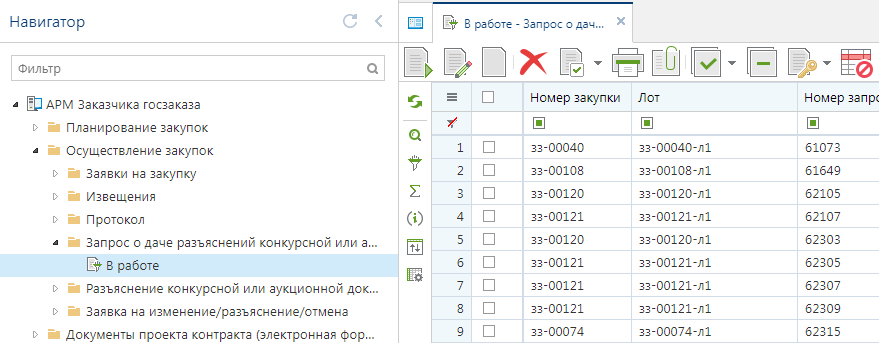 Навигатор
Фильтр
АРМ Заказчика госзаказа
Планирование закупок
Осуществление закупок
Заявки на закупку
Извещения
Протокол
Запрос о даче разъяснений конкурсной или а...
В работе
Разъяснение конкурсной или аукционной док...
Заявка на изменение/разъяснение/отмена
Документы проекта контракта (электронная фор...
В работе - Запрос о дач...
Номер закупки Лот Номер запро
1 зз-00040 зз-00040-л1 61073
2 зз-00108 зз-00108-л1 61649
3 зз-00120 зз-00120-л1 62105
4 зз-00121 зз-00121-л1 62107
5 зз-00120 зз-00120-л1 62303
6 зз-00121 зз-00121-л1 62305
7 зз-00121 зз-00121-л1 62307
8 зз-00121 зз-00121-л1 62309
9 зз-00074 зз-00074-л1 62315